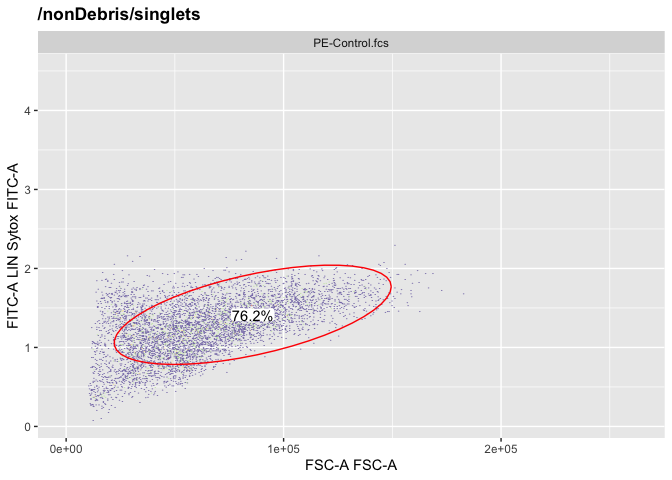 /nonDebris/singlets
PE-Control.fcs
FITC-A LIN Sytox FITC-A
4
3
2
1
0
76.2%
0e+00
1e+05
2e+05
FSC-A FSC-A